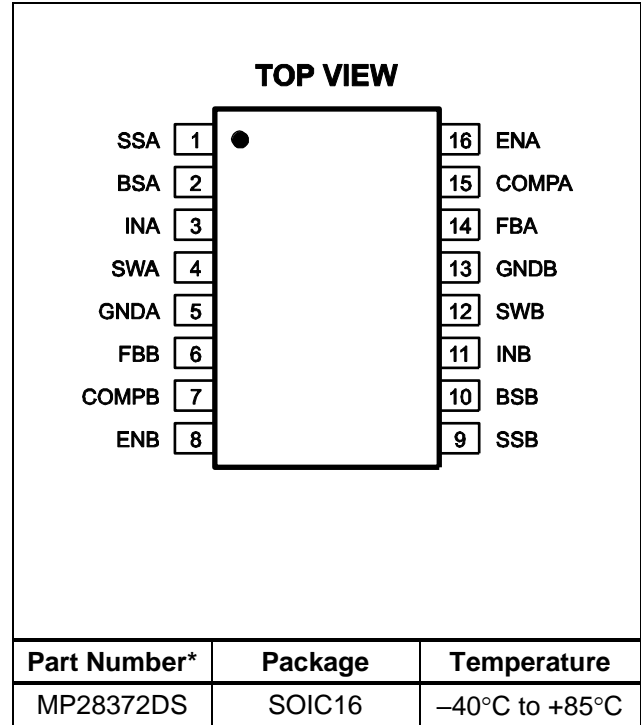 TOP VIEW
SSA 1 16 ENA
BSA 2 15 COMPA
INA 3 14 FBA
SWA 4 13 GNDB
GNDA 5 12 SWB
FBB 6 11 INB
COMPB 7 10 BSB
ENB 8 9 SSB
Part Number* Package Temperature
MP28372DS SOIC16 –40°C to +85°C